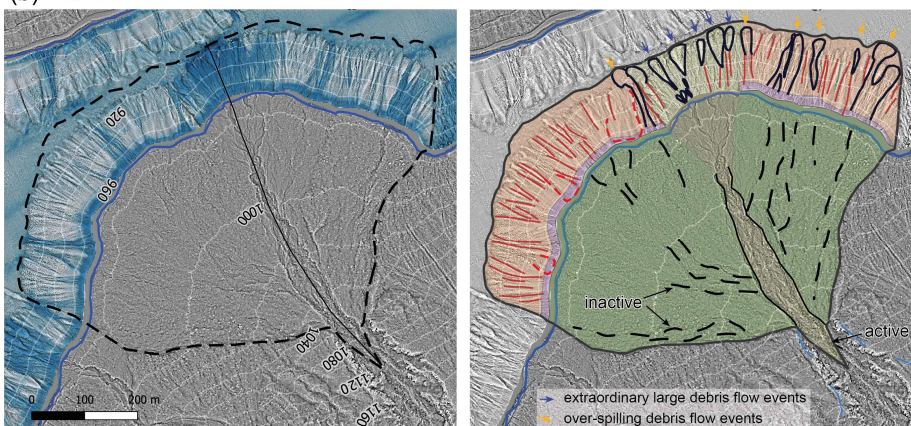 920
960
1000
1040
1080
1120
1160
0 100 200 m
inactive
active
extraordinary large debris flow events
over-spilling debris flow events